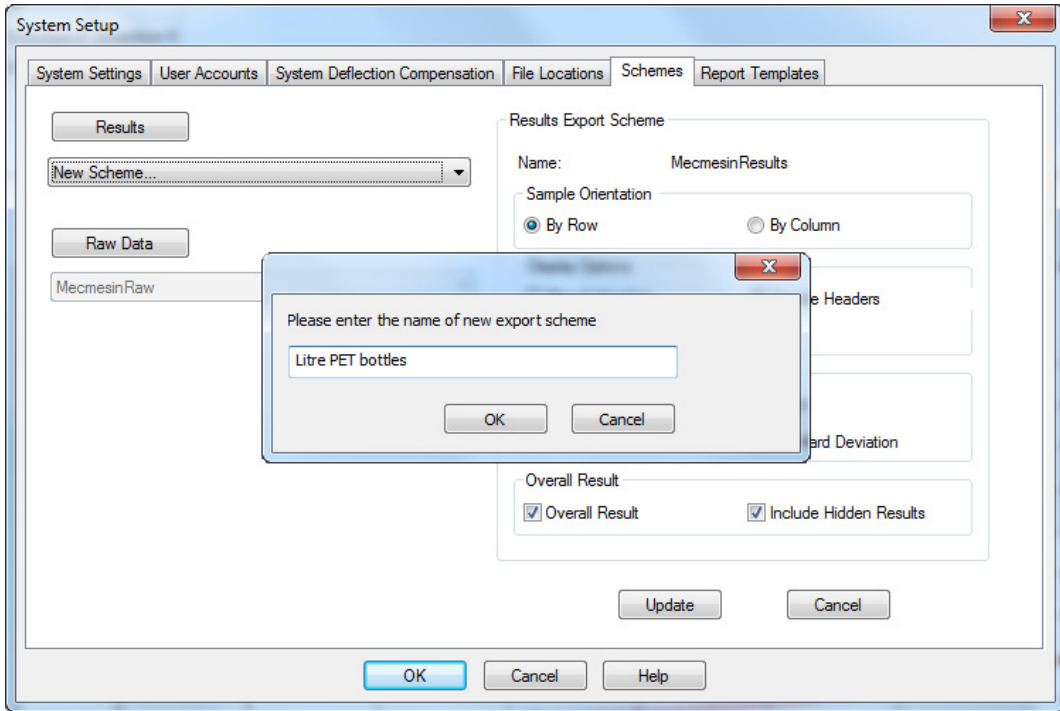 System Setup
System Settings User Accounts System Deflection Compensation File Locations Schemes Report Templates
Results
New Scheme...
Raw Data
MecmesinRaw
Results Export Scheme
Name: MecmesinResults
Sample Orientation
By Row By Column
Headers
Please enter the name of new export scheme
Litre PET bottles
OK Cancel
Deviation
Overall Result
Overall Result Include Hidden Results
Update Cancel
OK Cancel Help